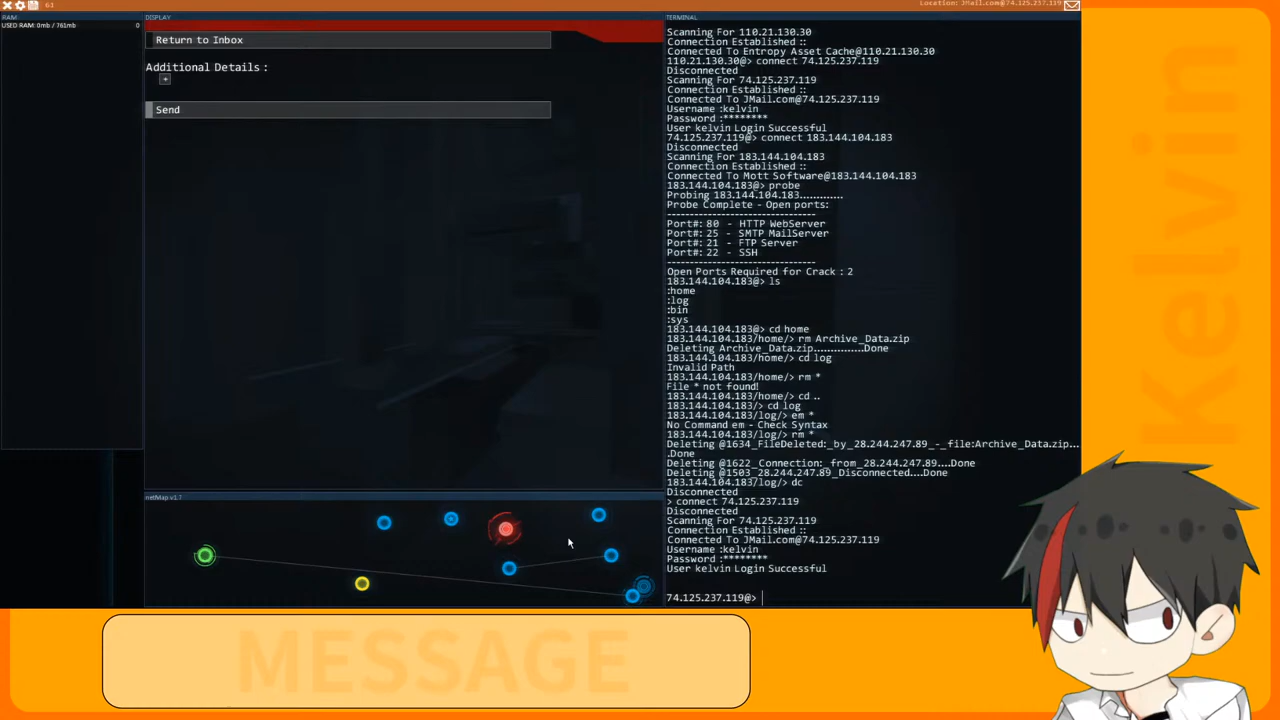 63
Location: JMail.com@74.125.237.119
RAM
USED RAM: 0mb / 761mb
0
DISPLAY
Return to Inbox
Additional Details :
+
Send
netMap v1.7
TERMINAL
Scanning For 110.21.130.30
Connection Established ::
Connected To Entropy Asset Cache@110.21.130.30
110.21.130.30@> connect 74.125.237.119
Disconnected
Scanning For 74.125.237.119
Connection Established ::
Connected To JMail.com@74.125.237.119
Username :kelvin
Password :********
User kelvin Login Successful
74.125.237.119@> connect 183.144.104.183
Disconnected
Scanning For 183.144.104.183
Connection Established ::
Connected To Mott Software@183.144.104.183
183.144.104.183@> probe
Probing 183.144.104.183.............
Probe Complete - Open ports:
---------------------------------
Port#: 80 - HTTP WebServer
Port#: 25 - SMTP MailServer
Port#: 21 - FTP Server
Port#: 22 - SSH
---------------------------------
Open Ports Required for Crack : 2
183.144.104.183@> ls
:home
:log
:bin
:sys
183.144.104.183@> cd home
183.144.104.183/home/> rm Archive_Data.zip
Deleting Archive_Data.zip...............Done
183.144.104.183/home/> cd log
Invalid Path
183.144.104.183/home/> rm *
File * not found!
183.144.104.183/home/> cd ..
183.144.104.183/> cd log
183.144.104.183/log/> em *
No Command em - Check Syntax
183.144.104.183/log/> rm *
Deleting @1634_FileDeleted:_by_28.244.247.89_-_file:Archive_Data.zip...
.Done
Deleting @1622_Connection:_from_28.244.247.89....Done
Deleting @1503_28.244.247.89_Disconnected....Done
183.144.104.183/log/> dc
Disconnected
> connect 74.125.237.119
Disconnected
Scanning For 74.125.237.119
Connection Established ::
Connected To JMail.com@74.125.237.119
Username :kelvin
Password :********
User kelvin Login Successful
74.125.237.119@>
Kelvin
MESSAGE